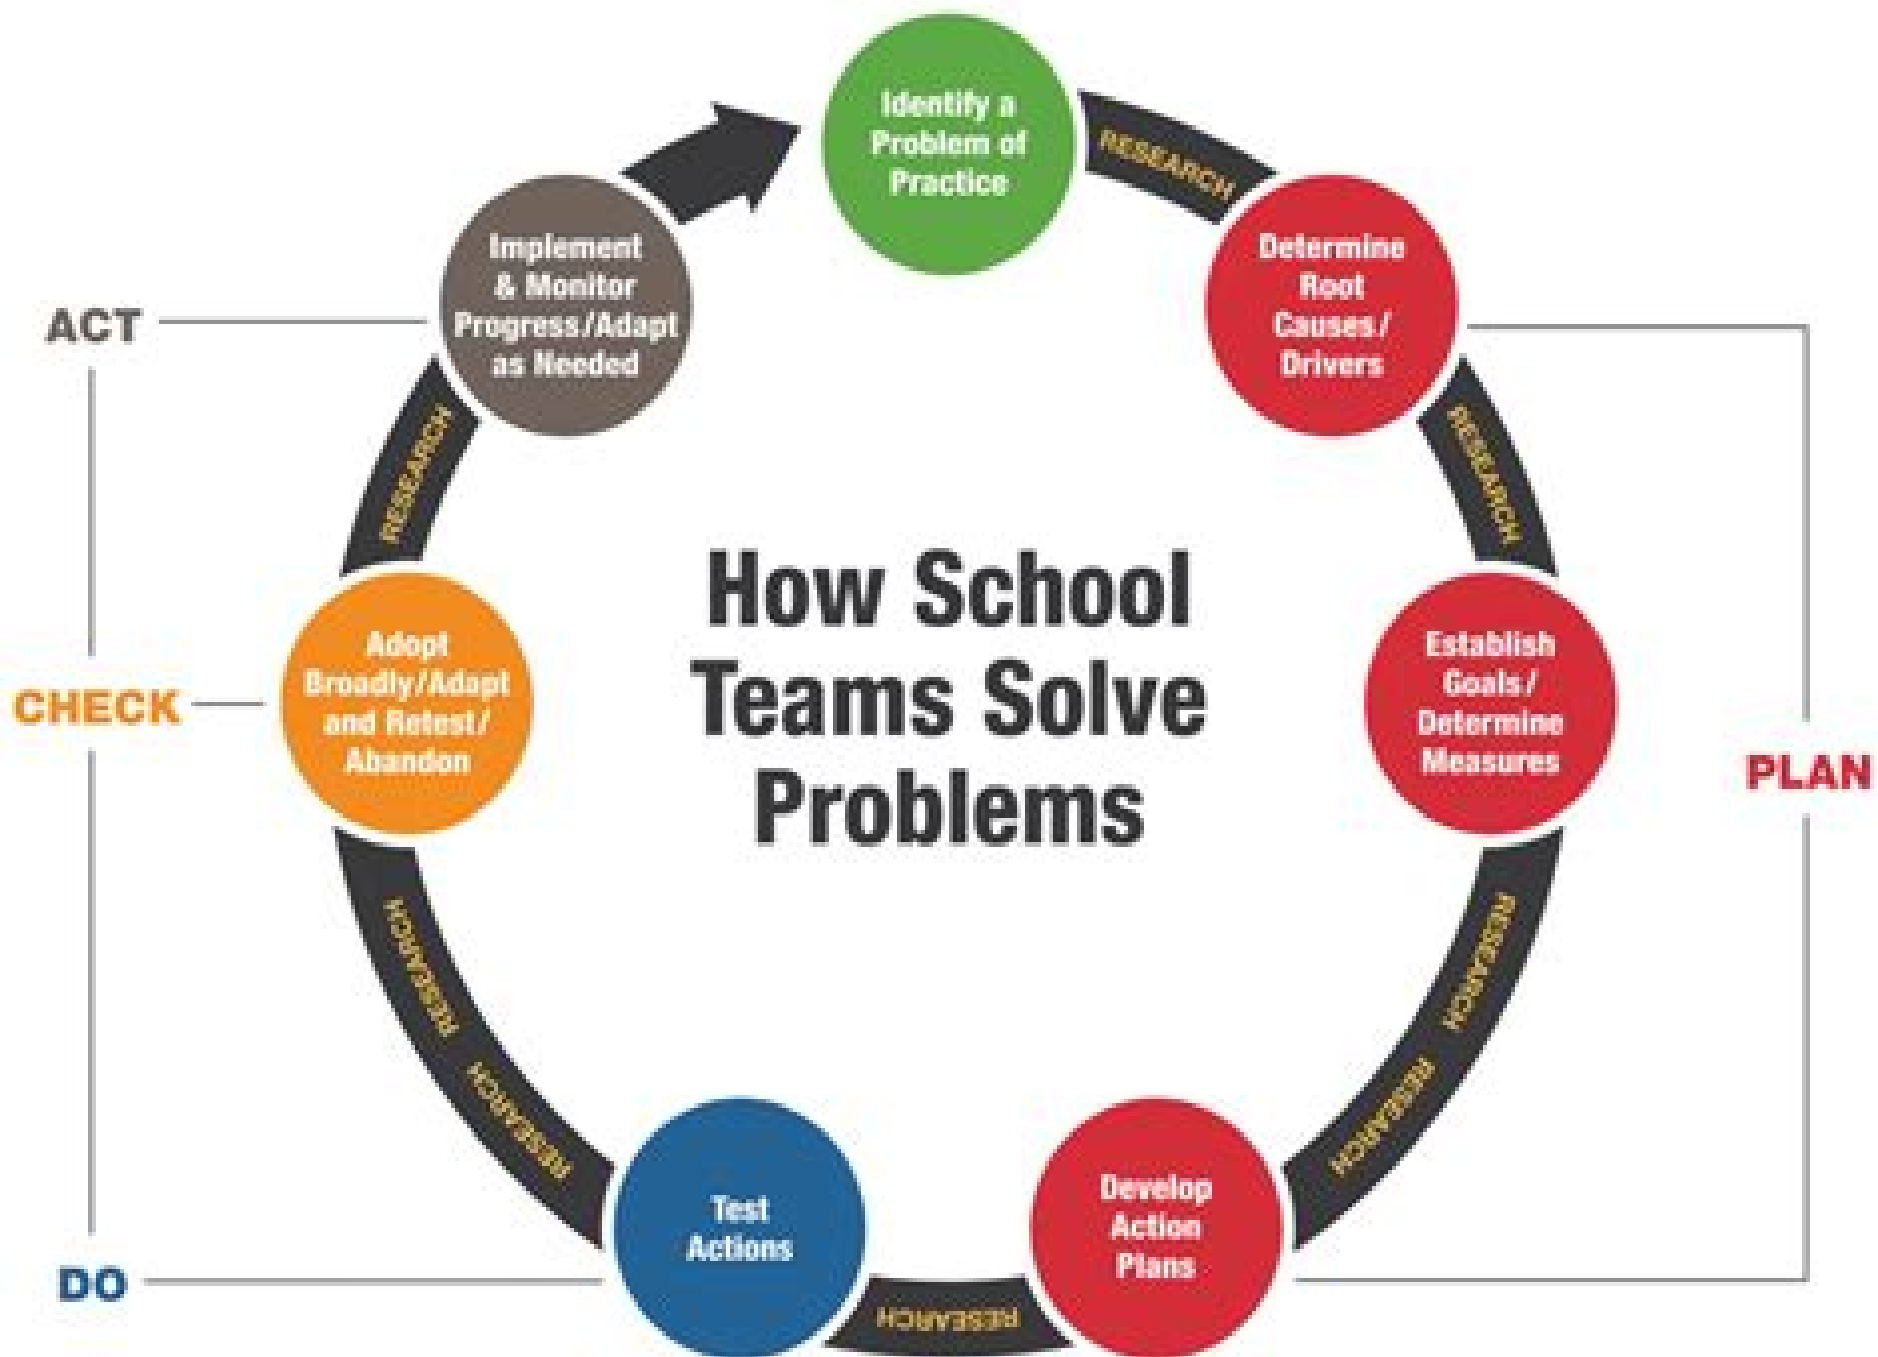 Identify a
Problem of
Practice
RESEARCH
Determine
Root
Causes/
Drivers
RESEARCH
Establish
Goals/
Determine
Measures
PLAN
RESEARCH
RESEARCH
Develop
Action
Plans
RESEARCH
Test
Actions
DO
RESEARCH
RESEARCH
Adopt
Broadly/Adapt
and Retest/
Abandon
CHECK
RESEARCH
Implement
& Monitor
Progress/Adapt
as Needed
ACT
How School
Teams Solve
Problems